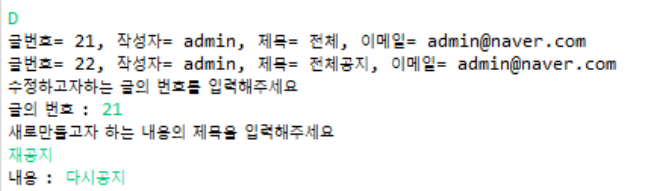 D
글번호= 21, 작성자= admin, 제목= 전체, 이메일= admin@naver.com
글번호= 22, 작성자= admin, 제목= 전체공지, 이메일= admin@naver.com
수정하고자하는 글의 번호를 입력해주세요
글의 번호 : 21
새로만들고자 하는 내용의 제목을 입력해주세요
재공지
내용 : 다시공지